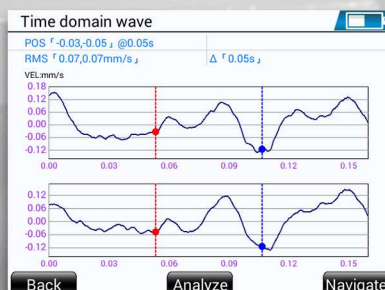 Time domain wave
POS「-0.03,-0.05」@0.05s
RMS「0.07,0.07mm/s」 Δ「0.05s」
VEL:mm/s
0.18
0.12
0.06
0.00
-0.06
-0.12
0.00 0.03 0.06 0.09 0.12 0.15
0.12
0.06
0.00
-0.06
-0.12
0.00 0.03 0.06 0.09 0.12 0.15
Back Analyze Navigate